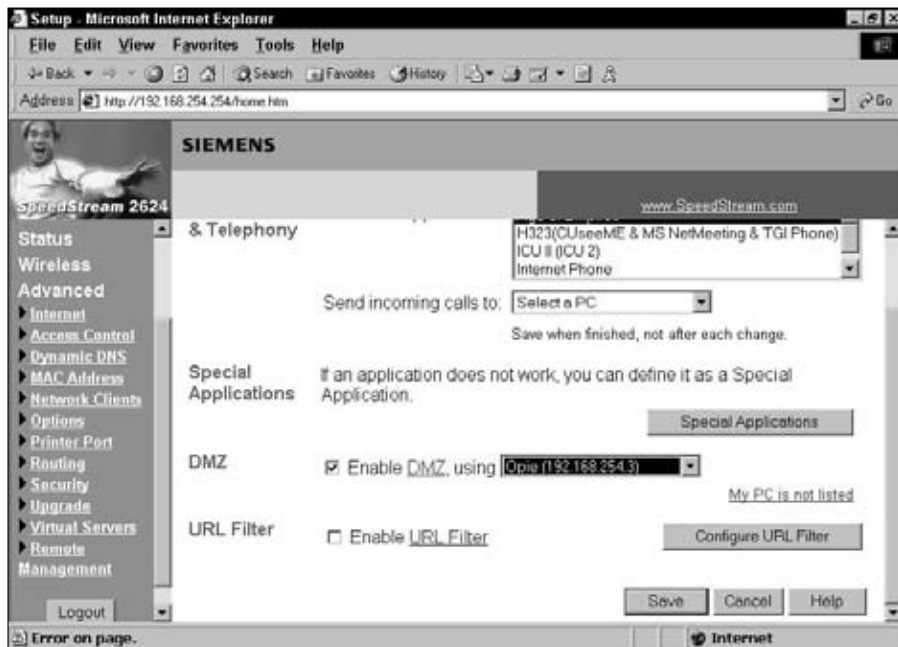 Setup - Microsoft Internet Explorer
File Edit View Favorites Tools Help
Back Search Favorites History
Address http://192.168.254.254/home.htm Go
SpeedStream 2624
SIEMENS
www.SpeedStream.com
Status
Wireless
Advanced
Internet
Access Control
Dynamic DNS
MAC Address
Network Clients
Options
Printer Port
Routing
Security
Upgrade
Virtual Servers
Remote
Management
Logout
& Telephony
H323(CUseeME & MS NetMeeting & TGI Phone)
ICU II (ICU 2)
Internet Phone
Send incoming calls to: Select a PC
Save when finished, not after each change.
Special
Applications
If an application does not work, you can define it as a Special
Application.
Special Applications
DMZ
Enable DMZ, using Opie (192.168.254.3)
My PC is not listed
URL Filter
Enable URL Filter
Configure URL Filter
Save Cancel Help
Error on page. Internet